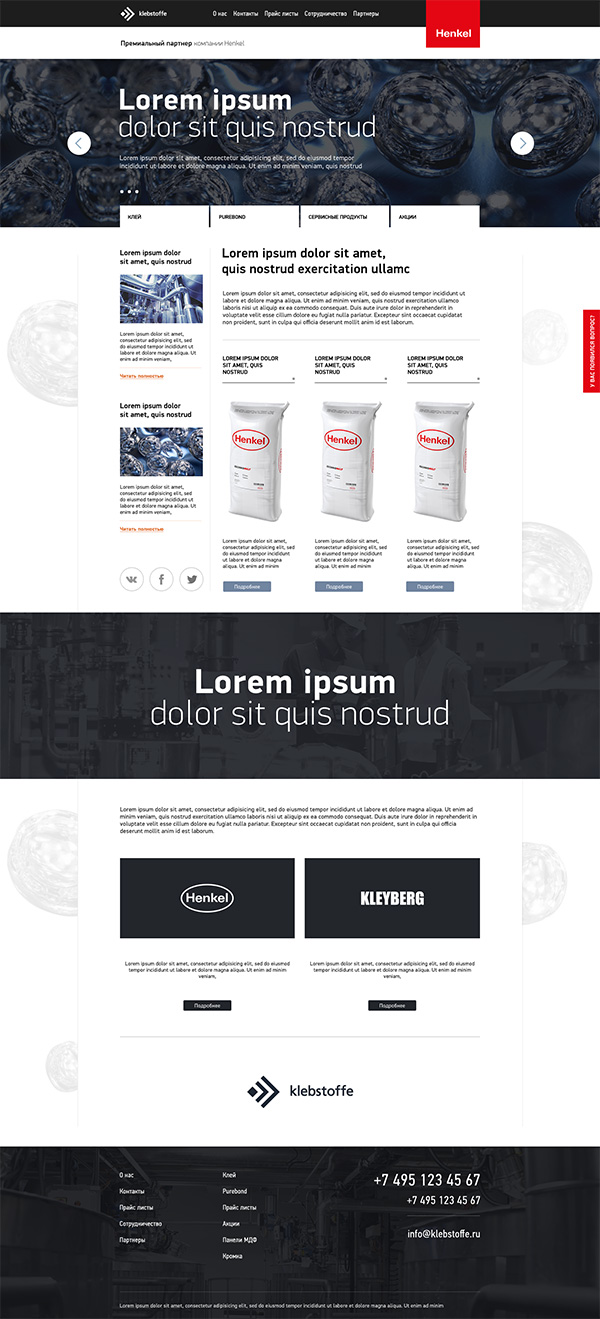 klebstoffe
О нас Контакты Прайс листы Сотрудничество Партнеры
Henkel
Премиальный партнер компании Henkel
Lorem ipsum
dolor sit quis nostrud
Lorem ipsum dolor sit amet, consectetur adipisicing elit, sed do eiusmod tempor
incididunt ut labore et dolore magna aliqua. Ut enim ad minim veniam, quis nostrud
КЛЕЙ
PUREBOND
СЕРВИСНЫЕ ПРОДУКТЫ
АКЦИИ
Lorem ipsum dolor
sit amet, quis nostrud
Lorem ipsum dolor sit amet,
consectetur adipisicing elit,
sed do eiusmod tempor
incididunt ut labore et dolore
magna aliqua. Ut enim ad
minim veniam,
Читать полностью
Lorem ipsum dolor
sit amet, quis nostrud
Lorem ipsum dolor sit amet,
consectetur adipisicing elit,
sed do eiusmod tempor
incididunt ut labore et dolore
magna aliqua. Ut enim
ad minim veniam,
Читать полностью
Lorem ipsum dolor sit amet,
quis nostrud exercitation ullamc
Lorem ipsum dolor sit amet, consectetur adipisicing elit, sed do eiusmod tempor
incididunt ut labore et dolore magna aliqua. Ut enim ad minim veniam, quis nostrud
exercitation ullamco laboris nisi ut aliquip ex ea commodo consequat. Duis aute irure dolor in reprehenderit in
voluptate velit esse cillum dolore eu fugiat nulla pariatur. Excepteur sint occaecat cupidatat
non proident, sunt in culpa qui officia deserunt mollit anim id est laborum.
У ВАС ПОЯВИЛСЯ ВОПРОС?
LOREM IPSUM DOLOR
SIT AMET, QUIS
NOSTRUD
LOREM IPSUM DOLOR
SIT AMET, QUIS
NOSTRUD
LOREM IPSUM DOLOR
SIT AMET, QUIS
NOSTRUD
Henkel
Henkel
Henkel
Lorem ipsum dolor sit amet,
consectetur adipisicing elit, sed
do eiusmod tempor incididunt
ut labore et dolore magna
aliqua. Ut enim ad minim
Подробнее
Lorem ipsum dolor sit amet,
consectetur adipisicing elit, sed
do eiusmod tempor incididunt
ut labore et dolore magna
aliqua. Ut enim ad minim
Подробнее
Lorem ipsum dolor sit amet,
consectetur adipisicing elit, sed
do eiusmod tempor incididunt
ut labore et dolore magna
aliqua. Ut enim ad minim
Подробнее
Lorem ipsum
dolor sit quis nostrud
Lorem ipsum dolor sit amet, consectetur adipisicing elit, sed do eiusmod tempor incididunt ut labore et dolore magna aliqua. Ut enim ad
minim veniam, quis nostrud exercitation ullamco laboris nisi ut aliquip ex ea commodo consequat. Duis aute irure dolor in reprehenderit in
voluptate velit esse cillum dolore eu fugiat nulla pariatur. Excepteur sint occaecat cupidatat non proident, sunt in culpa qui officia
deserunt mollit anim id est laborum.
Henkel
KLEYBERG
Lorem ipsum dolor sit amet, consectetur adipisicing elit, sed do eiusmod
tempor incididunt ut labore et dolore magna aliqua. Ut enim ad minim
veniam,
Подробнее
Lorem ipsum dolor sit amet, consectetur adipisicing elit, sed do eiusmod
tempor incididunt ut labore et dolore magna aliqua. Ut enim ad minim
veniam,
Подробнее
klebstoffe
О нас
Контакты
Прайс листы
Сотрудничество
Партнеры
Клей
Purebond
Прайс листы
Акции
Панели МДФ
Кромка
+7 495 123 45 67
+7 495 123 45 67
info@klebstoffe.ru
Lorem ipsum dolor sit amet, consectetur adipisicing elit, sed do eiusmod tempor incididunt ut labore et dolore magna aliqua. Ut enim ad minim